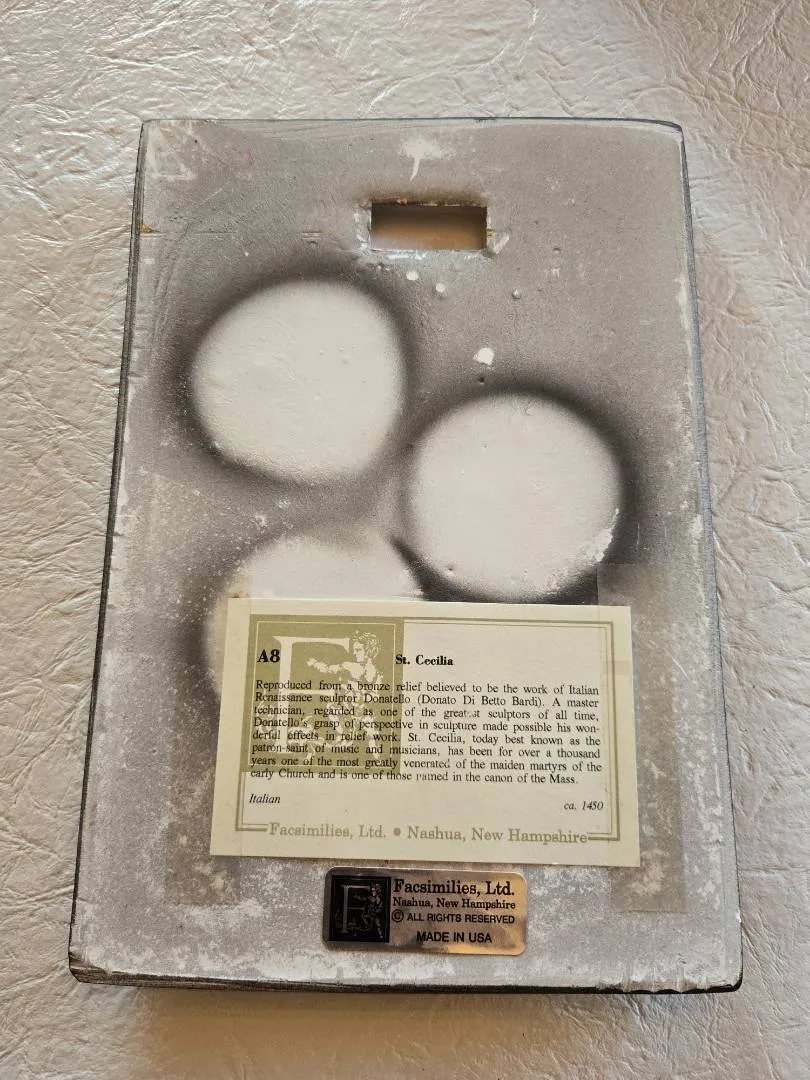 A8
St. Cecilia
Reproduced from a bronze relief believed to be the work of Italian
Renaissance sculptor Donatello (Donato Di Betto Bardi). A master
technician, regarded as one of the greatest sculptors of all time,
Donatello's grasp of perspective in sculpture made possible his won-
derful effects in relief work. St. Cecilia, today best known as the
patron-saint of music and musicians, has been for over a thousand
years one of the most greatly venerated of the maiden martyrs of the
early Church and is one of those named in the canon of the Mass.
Italian
ca. 1450
Facsimilies, Ltd. • Nashua, New Hampshire
F
Facsimilies, Ltd.
Nashua, New Hampshire
© ALL RIGHTS RESERVED
MADE IN USA